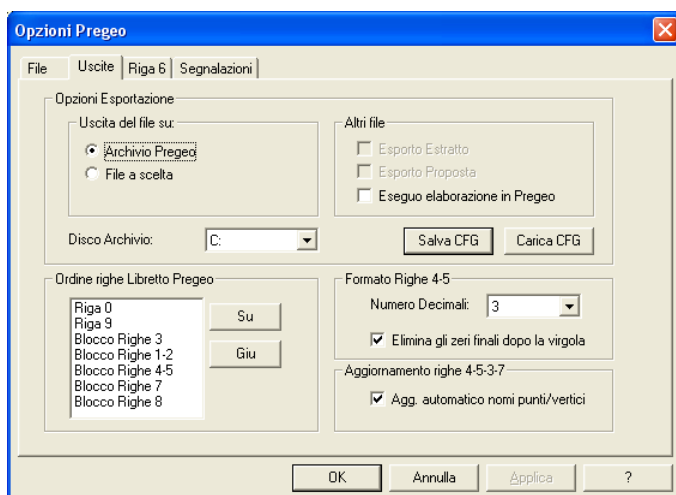 Opzioni Pregeo
File Uscite Riga 6 Segnalazioni
Opzioni Esportazione
Uscita del file su:
Archivio Pregeo
File a scelta
Altri file
Esporto Estratto
Esporto Proposta
Eseguo elaborazione in Pregeo
Disco Archivio: C: Salva CFG Carica CFG
Ordine righe Libretto Pregeo
Riga 0
Riga 9
Blocco Righe 3
Blocco Righe 1-2
Blocco Righe 4-5
Blocco Righe 7
Blocco Righe 8
Su
Giu
Formato Righe 4-5
Numero Decimali: 3
Elimina gli zeri finali dopo la virgola
Aggiornamento righe 4-5-3-7
Agg. automatico nomi punti/vertici
OK Annulla Applica ?